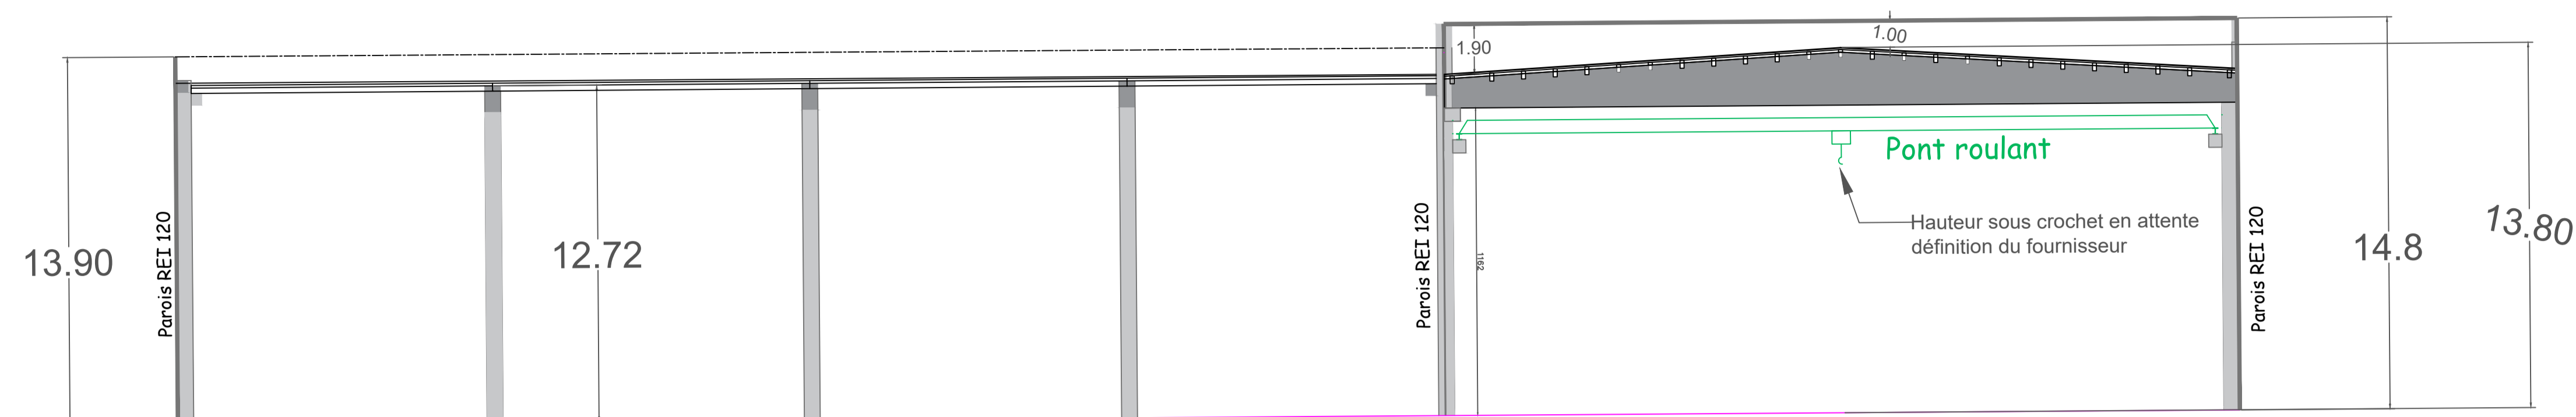 13.90
Parois REI 120
12.72
Parois REI 120
1.90
1162
1.00
Pont roulant
Hauteur sous crochet en attente
définition du fournisseur
Parois REI 120
14.8
13.80